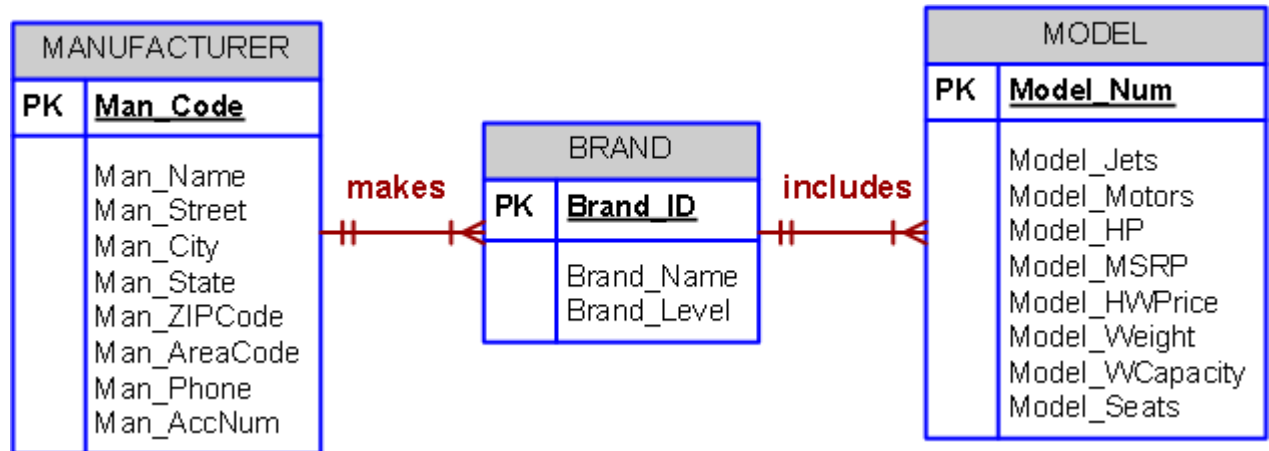 MANUFACTURER
PK Man_Code
Man_Name
Man_Street
Man_City
Man_State
Man_ZIPCode
Man_AreaCode
Man_Phone
Man_AccNum
makes
BRAND
PK Brand_ID
Brand_Name
Brand_Level
includes
MODEL
PK Model_Num
Model_Jets
Model_Motors
Model_HP
Model_MSRP
Model_HWPrice
Model_Weight
Model_WCapacity
Model_Seats